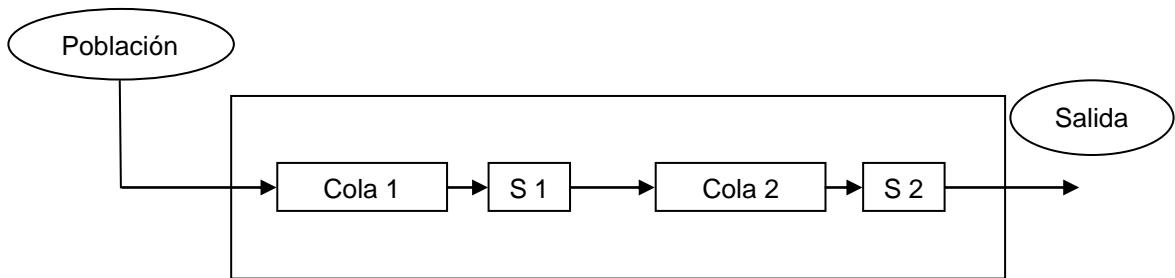 Población
Salida
Cola 1
S 1
Cola 2
S 2